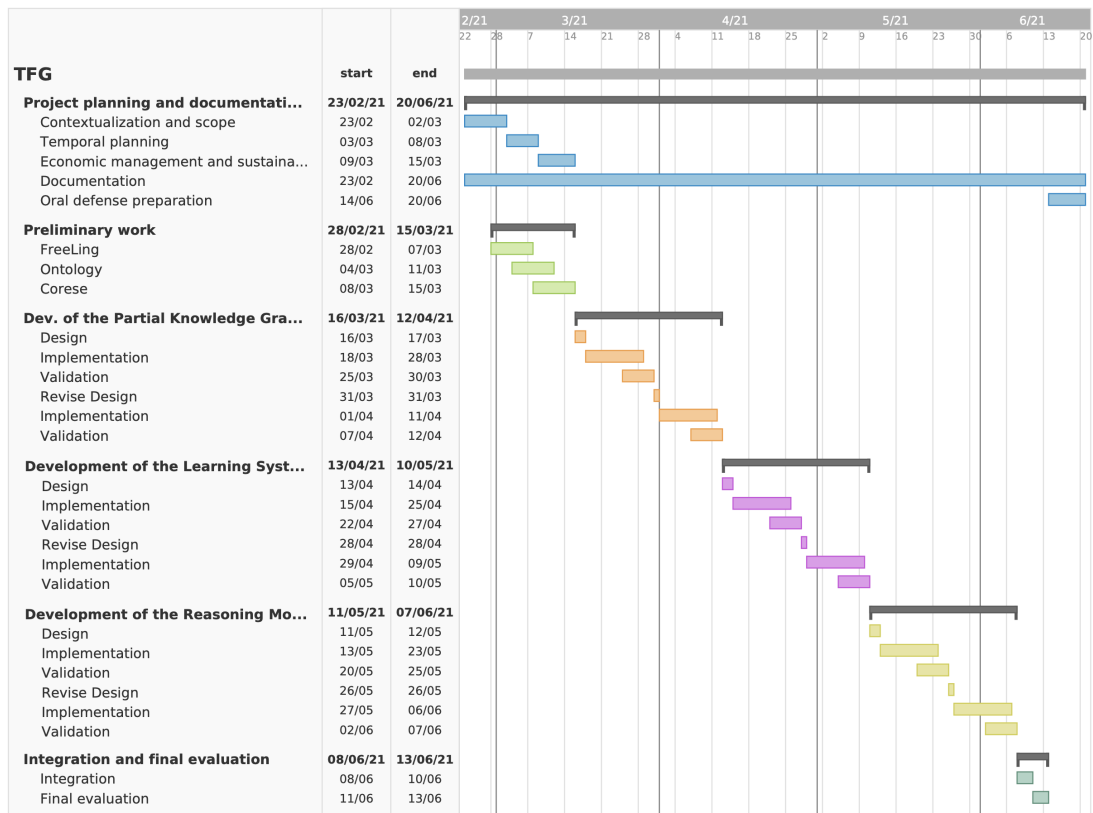 2/21 3/21 4/21 5/21 6/21
22 28 7 14 21 28 4 11 18 25 2 9 16 23 30 6 13 20
TFG start end
Project planning and documentati... 23/02/21 20/06/21
Contextualization and scope 23/02 02/03
Temporal planning 03/03 08/03
Economic management and sustaina... 09/03 15/03
Documentation 23/02 20/06
Oral defense preparation 14/06 20/06
Preliminary work 28/02/21 15/03/21
FreeLing 28/02 07/03
Ontology 04/03 11/03
Corese 08/03 15/03
Dev. of the Partial Knowledge Gra... 16/03/21 12/04/21
Design 16/03 17/03
Implementation 18/03 28/03
Validation 25/03 30/03
Revise Design 31/03 31/03
Implementation 01/04 11/04
Validation 07/04 12/04
Development of the Learning Syst... 13/04/21 10/05/21
Design 13/04 14/04
Implementation 15/04 25/04
Validation 22/04 27/04
Revise Design 28/04 28/04
Implementation 29/04 09/05
Validation 05/05 10/05
Development of the Reasoning Mo... 11/05/21 07/06/21
Design 11/05 12/05
Implementation 13/05 23/05
Validation 20/05 25/05
Revise Design 26/05 26/05
Implementation 27/05 06/06
Validation 02/06 07/06
Integration and final evaluation 08/06/21 13/06/21
Integration 08/06 10/06
Final evaluation 11/06 13/06